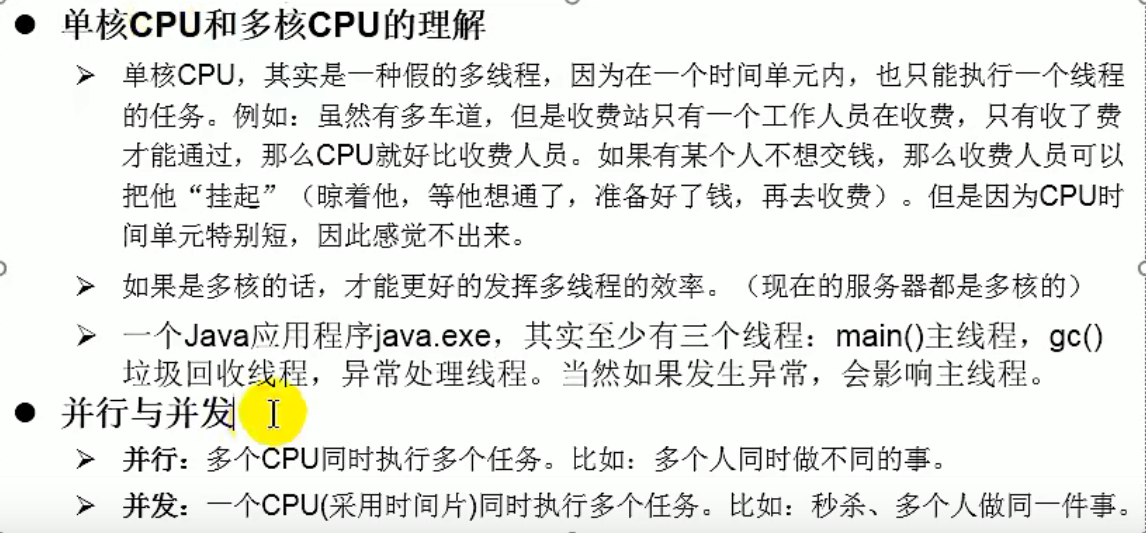 ● 单核CPU和多核CPU的理解
➢ 单核CPU，其实是一种假的多线程，因为在一个时间单元内，也只能执行一个线程
的任务。例如：虽然有多车道，但是收费站只有一个工作人员在收费，只有收了费
才能通过，那么CPU就好比收费人员。如果有某个人不想交钱，那么收费人员可以
把他“挂起”（晾着他，等他想通了，准备好了钱，再去收费）。但是因为CPU时
间单元特别短，因此感觉不出来。
➢ 如果是多核的话，才能更好的发挥多线程的效率。（现在的服务器都是多核的）
➢ 一个Java应用程序java.exe，其实至少有三个线程：main()主线程，gc()
垃圾回收线程，异常处理线程。当然如果发生异常，会影响主线程。
● 并行与并发
➢ 并行：多个CPU同时执行多个任务。比如：多个人同时做不同的事。
➢ 并发：一个CPU(采用时间片)同时执行多个任务。比如：秒杀、多个人做同一件事。